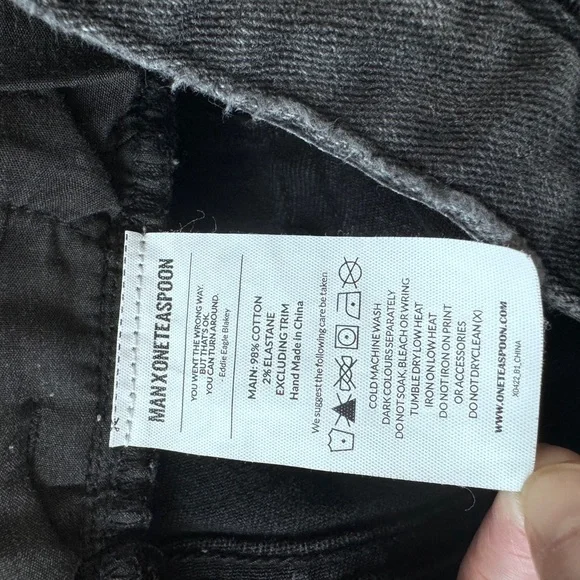 MANXONETEASPOON
YOU WENT THE WRONG WAY.
BUT THAT'S OK.
YOU CAN TURN AROUND.
Eddie Eagle Blakey
MAIN: 98% COTTON
2% ELASTANE
EXCLUDING TRIM
Hand Made in China
We suggest the following care be taken
COLD MACHINE WASH
DARK COLOURS SEPARATELY
DO NOT SOAK, BLEACH OR WRING
TUMBLE DRY LOW HEAT
IRON ON LOW HEAT
DO NOT IRON ON PRINT
OR ACCESSORIES
DO NOT DRYCLEAN (X)
WWW.ONETEASPOON.COM
X0422_B1_CHINA